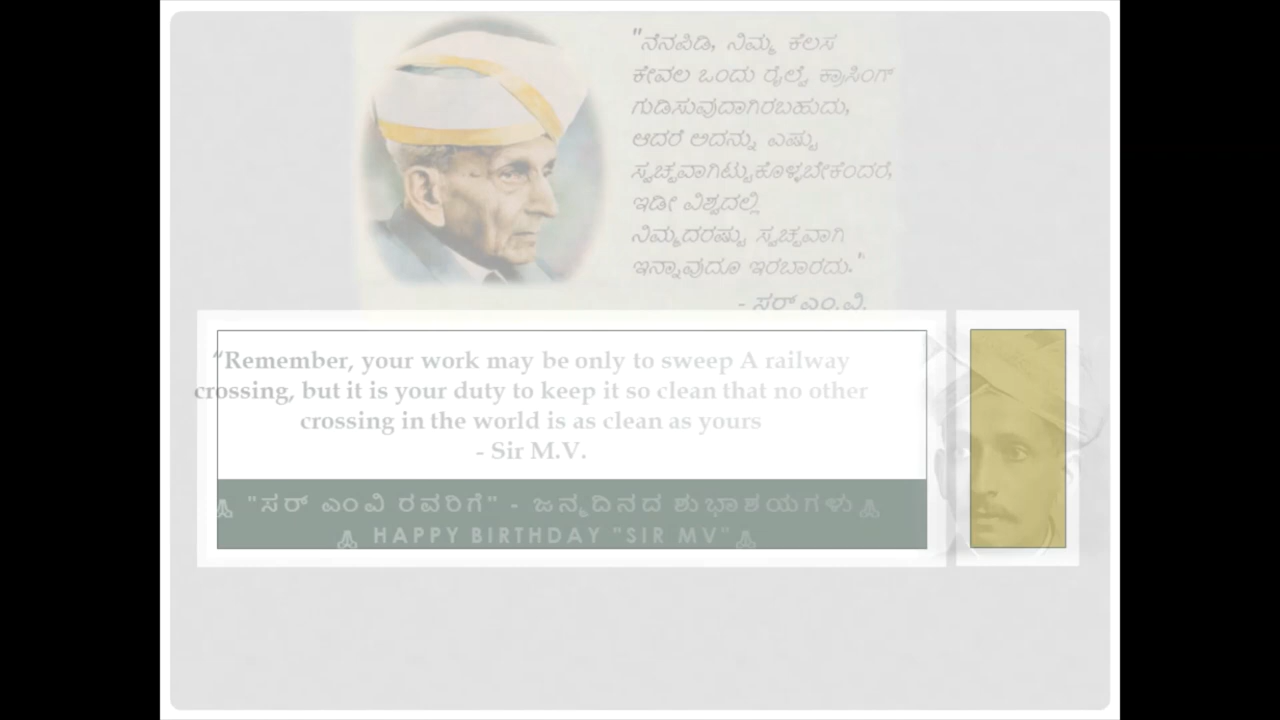 "ನೆನಪಿಡಿ, ನಿಮ್ಮ ಕೆಲಸ
ಕೇವಲ ಒಂದು ರೈಲ್ವೆ ಕ್ರಾಸಿಂಗ್
ಗುಡಿಸುವುದಾಗಿರಬಹುದು,
ಆದರೆ ಅದನ್ನು ಎಷ್ಟು
ಸ್ವಚ್ಛವಾಗಿಟ್ಟುಕೊಳ್ಳಬೇಕೆಂದರೆ,
ಇಡೀ ವಿಶ್ವದಲ್ಲಿ
ನಿಮ್ಮದರಷ್ಟು ಸ್ವಚ್ಛವಾಗಿ
ಇನ್ನಾವುದೂ ಇರಬಾರದು."
- ಸರ್ ಎಂ.ವಿ.
“Remember, your work may be only to sweep A railway
crossing, but it is your duty to keep it so clean that no other
crossing in the world is as clean as yours
- Sir M.V.
🙏 "ಸರ್ ಎಂವಿ ರವರಿಗೆ" - ಜನ್ಮದಿನದ ಶುಭಾಶಯಗಳು🙏
🙏 HAPPY BIRTHDAY "SIR MV"🙏